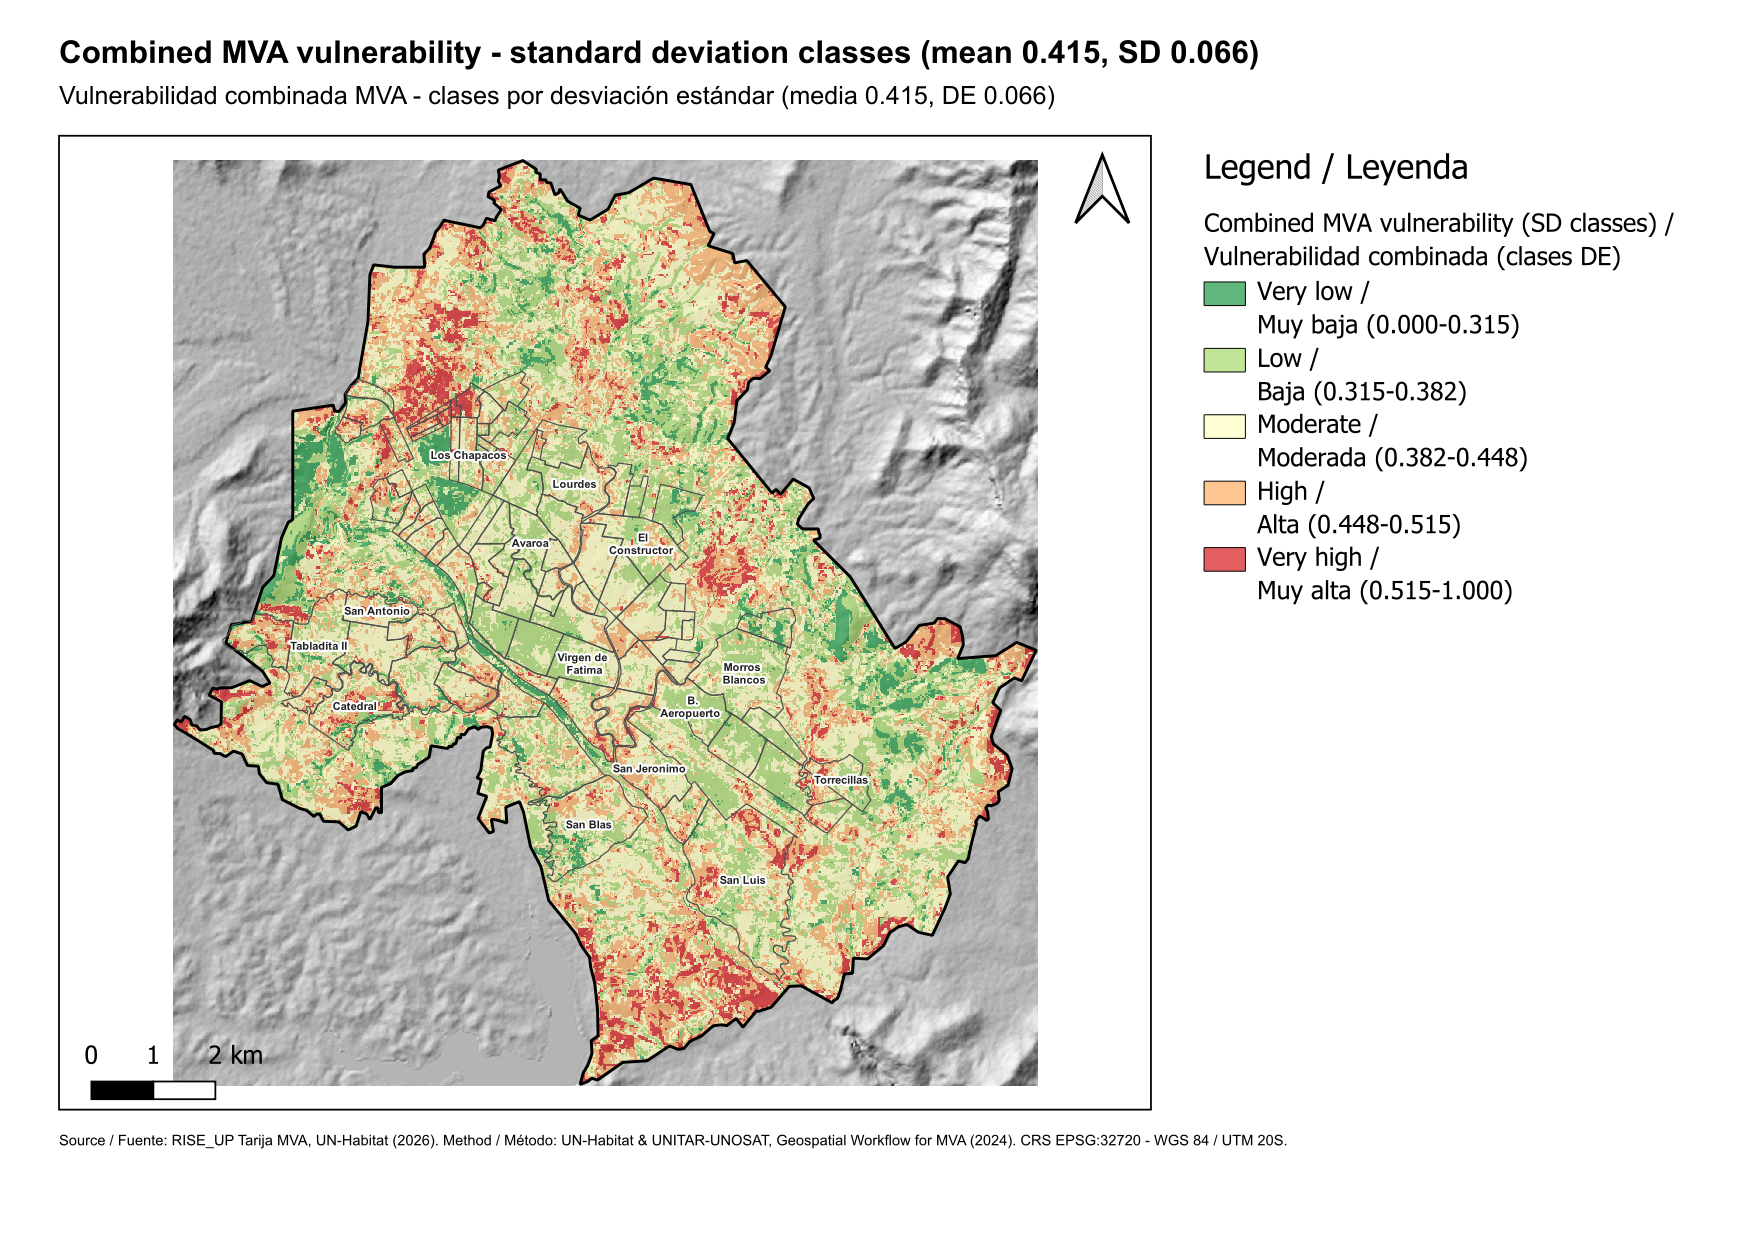 Combined MVA vulnerability - standard deviation classes (mean 0.415, SD 0.066)
Vulnerabilidad combinada MVA - clases por desviación estándar (media 0.415, DE 0.066)
Legend / Leyenda
Combined MVA vulnerability (SD classes) /
Vulnerabilidad combinada (clases DE)
Very low /
Muy baja (0.000-0.315)
Low /
Baja (0.315-0.382)
Moderate /
Moderada (0.382-0.448)
High /
Alta (0.448-0.515)
Very high /
Muy alta (0.515-1.000)
Los Chapacos
Lourdes
Avaroa
El
Constructor
San Antonio
Tabladita II
Virgen de
Fatima
Morros
Blancos
Catedral
B.
Aeropuerto
San Jeronimo
Torrecillas
San Blas
San Luis
0 1 2 km
Source / Fuente: RISE_UP Tarija MVA, UN-Habitat (2026). Method / Método: UN-Habitat & UNITAR-UNOSAT, Geospatial Workflow for MVA (2024). CRS EPSG:32720 - WGS 84 / UTM 20S.